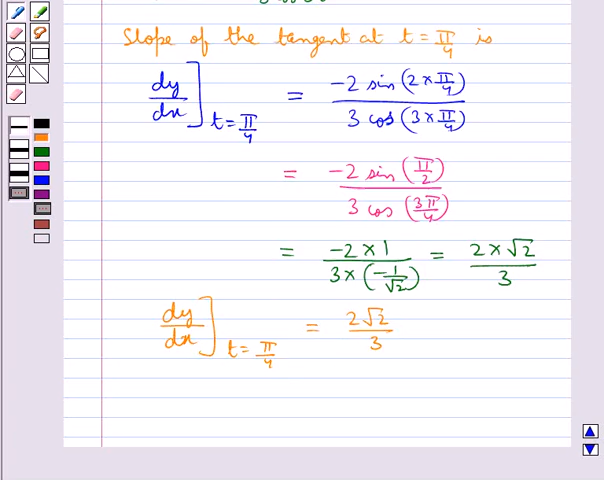 Slope of the tangent at t = π/4 is
dy/dx]t = π/4 = -2 sin (2 × π/4) / 3 cos (3 × π/4)
= -2 sin (π/2) / 3 cos (3π/4)
= -2 × 1 / 3 × (-1/√2) = 2 × √2 / 3
dy/dx]t = π/4 = 2√2 / 3